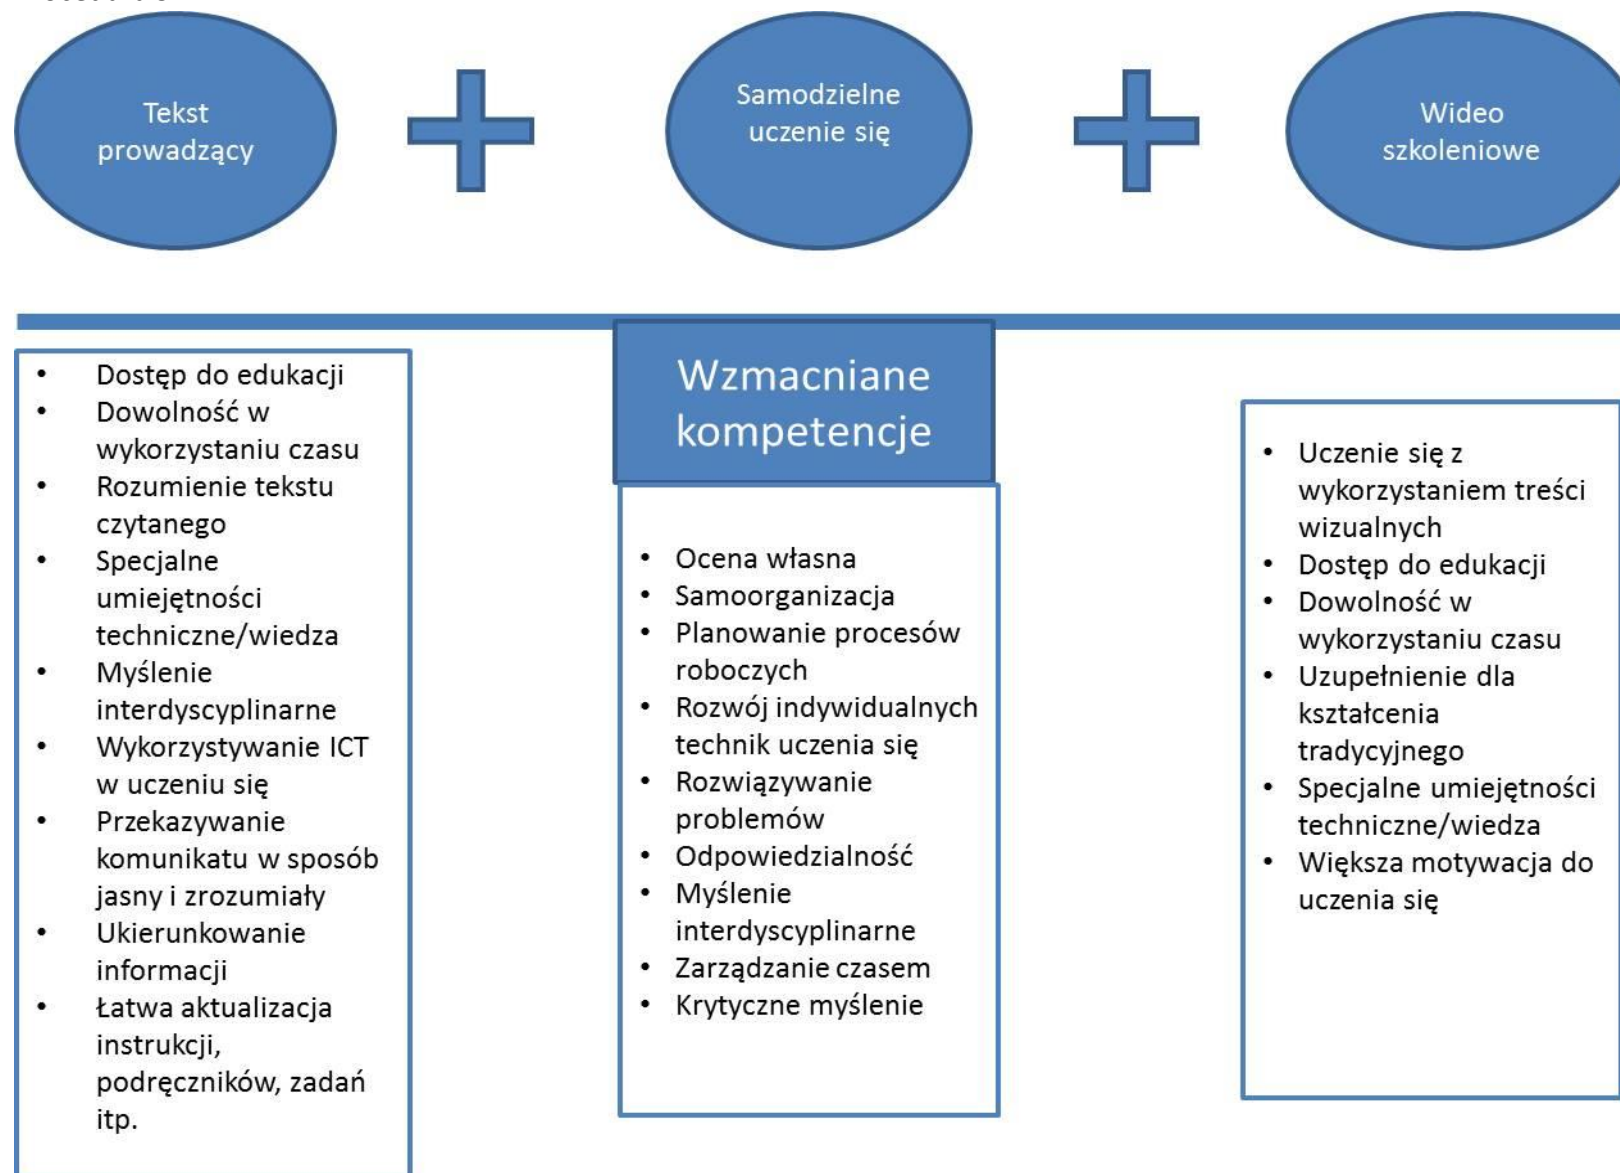 Tekst
prowadzący
Samodzielne
uczenie się
Wideo
szkoleniowe
Wzmacniane
kompetencje
• Dostęp do edukacji
• Dowolność w
wykorzystaniu czasu
• Rozumienie tekstu
czytanego
• Specjalne
umiejętności
techniczne/wiedza
• Myślenie
interdyscyplinarne
• Wykorzystywanie ICT
w uczeniu się
• Przekazywanie
komunikatu w sposób
jasny i zrozumiały
• Ukierunkowanie
informacji
• Łatwa aktualizacja
instrukcji,
podręczników, zadań
itp.
• Ocena własna
• Samoorganizacja
• Planowanie procesów
roboczych
• Rozwój indywidualnych
technik uczenia się
• Rozwiązywanie
problemów
• Odpowiedzialność
• Myślenie
interdyscyplinarne
• Zarządzanie czasem
• Krytyczne myślenie
• Uczenie się z
wykorzystaniem treści
wizualnych
• Dostęp do edukacji
• Dowolność w
wykorzystaniu czasu
• Uzupełnienie dla
kształcenia
tradycyjnego
• Specjalne umiejętności
techniczne/wiedza
• Większa motywacja do
uczenia się